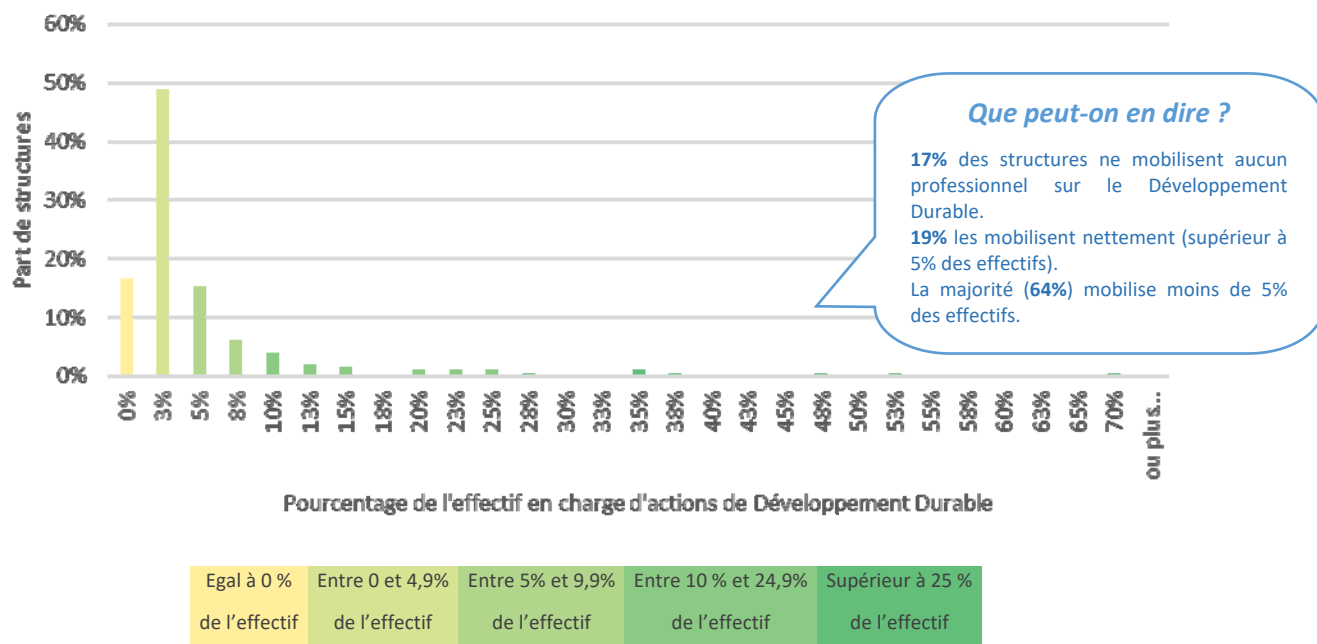 60%
50%
40%
30%
20%
10%
0%
Part de structures
0%
3%
5%
8%
10%
13%
15%
18%
20%
23%
25%
28%
30%
33%
35%
38%
40%
43%
45%
48%
50%
53%
55%
58%
60%
63%
65%
70%
ou plus...
Pourcentage de l'effectif en charge d'actions de Développement Durable
Que peut-on en dire ?
17% des structures ne mobilisent aucun
professionnel sur le Développement
Durable.
19% les mobilisent nettement (supérieur à
5% des effectifs).
La majorité (64%) mobilise moins de 5%
des effectifs.
Egal à 0 %
de l'effectif
Entre 0 et 4,9%
de l'effectif
Entre 5% et 9,9%
de l'effectif
Entre 10 % et 24,9%
de l'effectif
Supérieur à 25 %
de l'effectif